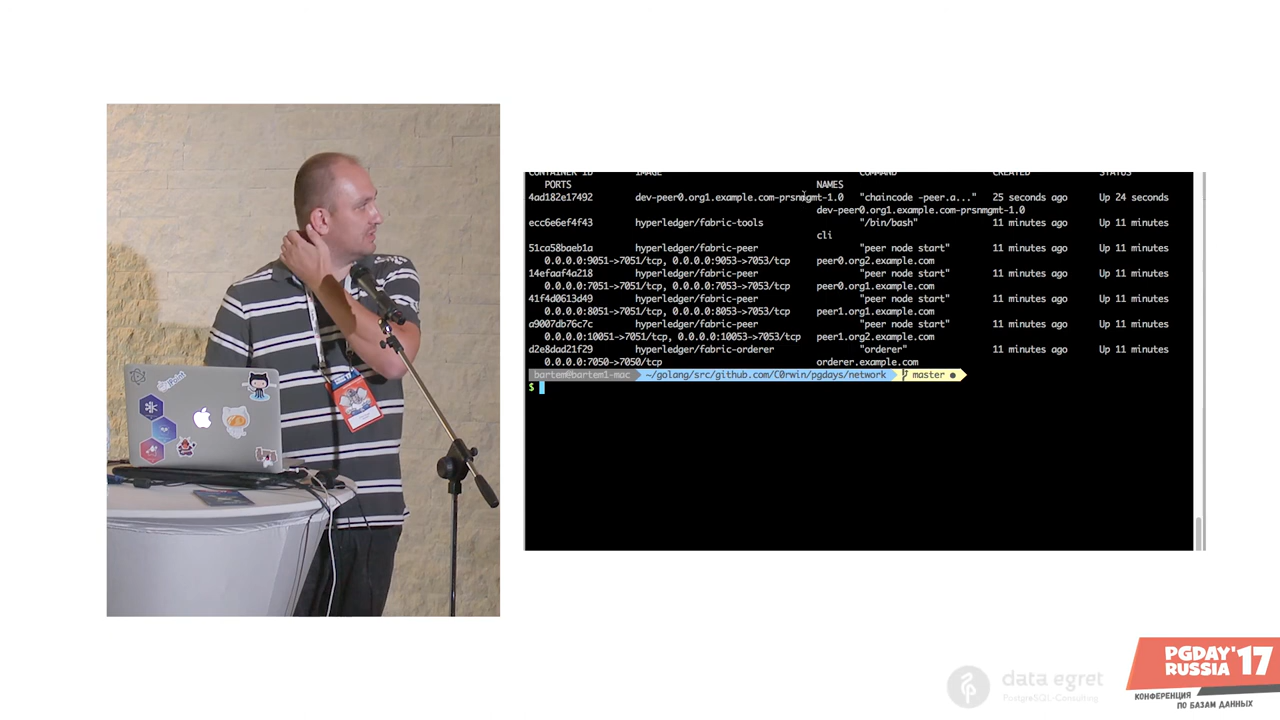 CONTAINER ID IMAGE COMMAND CREATED STATUS
PORTS NAMES
4ad182e17492 dev-peer0.org1.example.com-prsnmgmt-1.0 "chaincode -peer.a..." 25 seconds ago Up 24 seconds
dev-peer0.org1.example.com-prsnmgmt-1.0
ecc6e6ef4f43 hyperledger/fabric-tools "/bin/bash" 11 minutes ago Up 11 minutes
cli
51ca58baeb1a hyperledger/fabric-peer "peer node start" 11 minutes ago Up 11 minutes
0.0.0.0:9051->7051/tcp, 0.0.0.0:9053->7053/tcp peer0.org2.example.com
14efaaf4a218 hyperledger/fabric-peer "peer node start" 11 minutes ago Up 11 minutes
0.0.0.0:7051->7051/tcp, 0.0.0.0:7053->7053/tcp peer0.org1.example.com
41f4d0613d49 hyperledger/fabric-peer "peer node start" 11 minutes ago Up 11 minutes
0.0.0.0:8051->7051/tcp, 0.0.0.0:8053->7053/tcp peer1.org1.example.com
a9007db76c7c hyperledger/fabric-peer "peer node start" 11 minutes ago Up 11 minutes
0.0.0.0:10051->7051/tcp, 0.0.0.0:10053->7053/tcp peer1.org2.example.com
d2e8dad21f29 hyperledger/fabric-orderer "orderer" 11 minutes ago Up 11 minutes
0.0.0.0:7050->7050/tcp orderer.example.com
bartem@bartem1-mac ~/golang/src/github.com/C0rwin/pgdays/network master ●
$
data egret
PostgreSQL-Consulting
PGDAY'17
RUSSIA
КОНФЕРЕНЦИЯ
ПО БАЗАМ ДАННЫХ